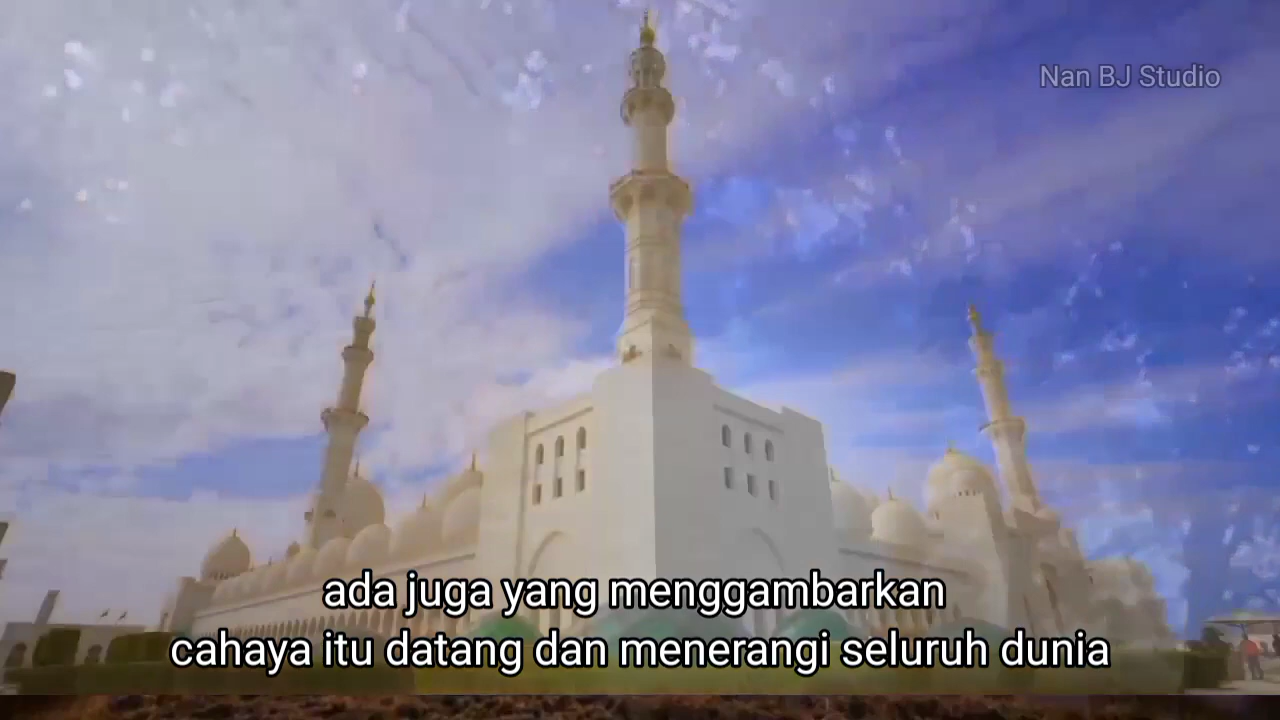 Nan BJ Studio
ada juga yang menggambarkan
cahaya itu datang dan menerangi seluruh dunia